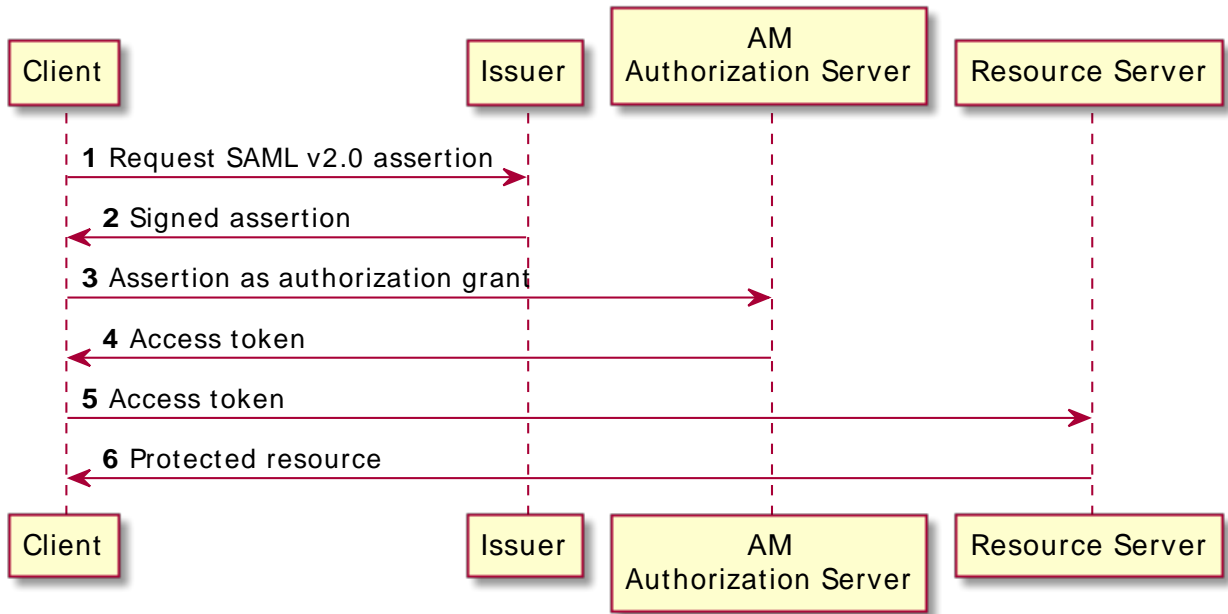 Client
Issuer
AM
Authorization Server
Resource Server
1 Request SAML v2.0 assertion
2 Signed assertion
3 Assertion as authorization grant
4 Access token
5 Access token
6 Protected resource
Client
Issuer
AM
Authorization Server
Resource Server